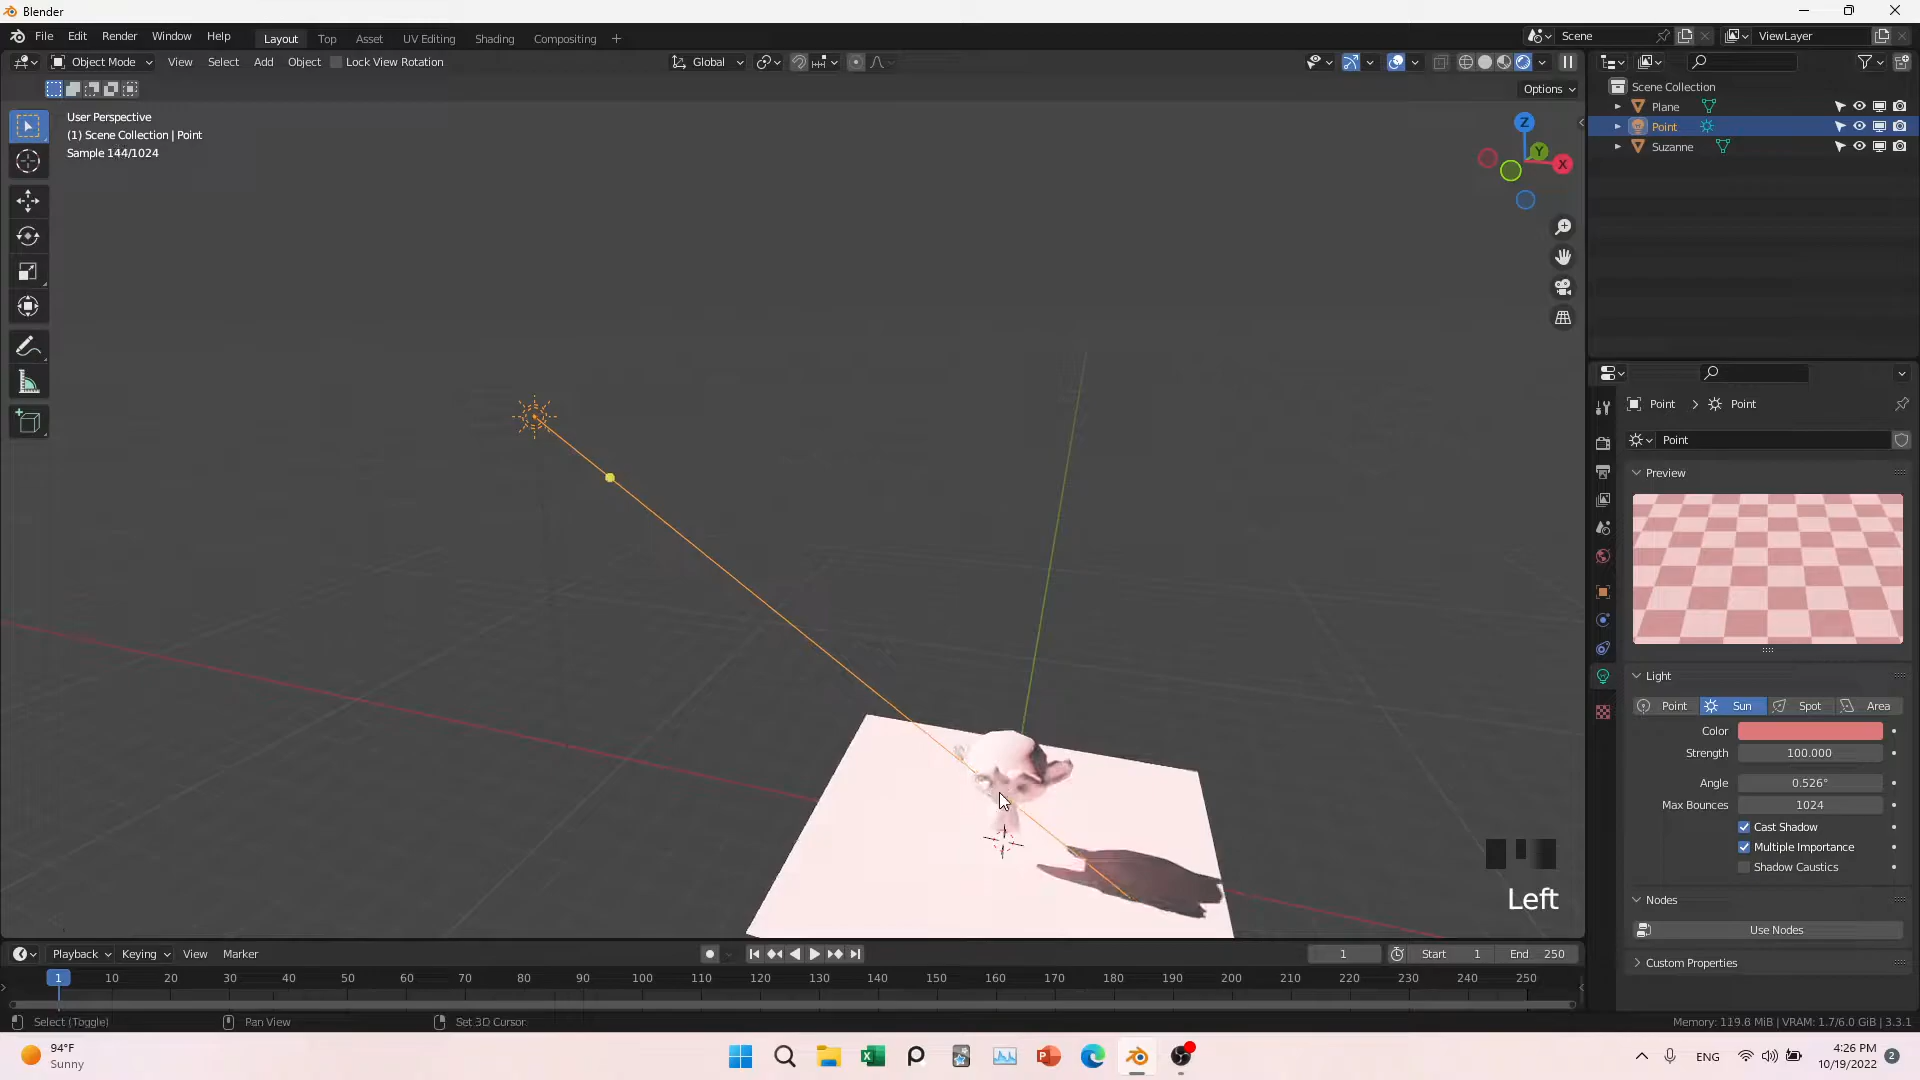 Blender
File Edit Render Window Help
Layout Top Asset UV Editing Shading Compositing
Scene
ViewLayer
Object Mode View Select Add Object Lock View Rotation
Global
Options
User Perspective
(1) Scene Collection | Point
Sample 144/1024
Z
Y
X
Scene Collection
Plane
Point
Suzanne
Point > Point
Point
Preview
Light
Point Sun Spot Area
Color
Strength 100.000
Angle 0.526°
Max Bounces 1024
Cast Shadow
Multiple Importance
Shadow Caustics
Nodes
Use Nodes
Custom Properties
Left
Playback Keying View Marker
1 Start 1 End 250
1 10 20 30 40 50 60 70 80 90 100 110 120 130 140 150 160 170 180 190 200 210 220 230 240 250
Select (Toggle) Pan View Set 3D Cursor
Memory: 119.6 MiB | VRAM: 1.7/6.0 GiB | 3.3.1
94°F
Sunny
ENG
4:26 PM
10/19/2022
2